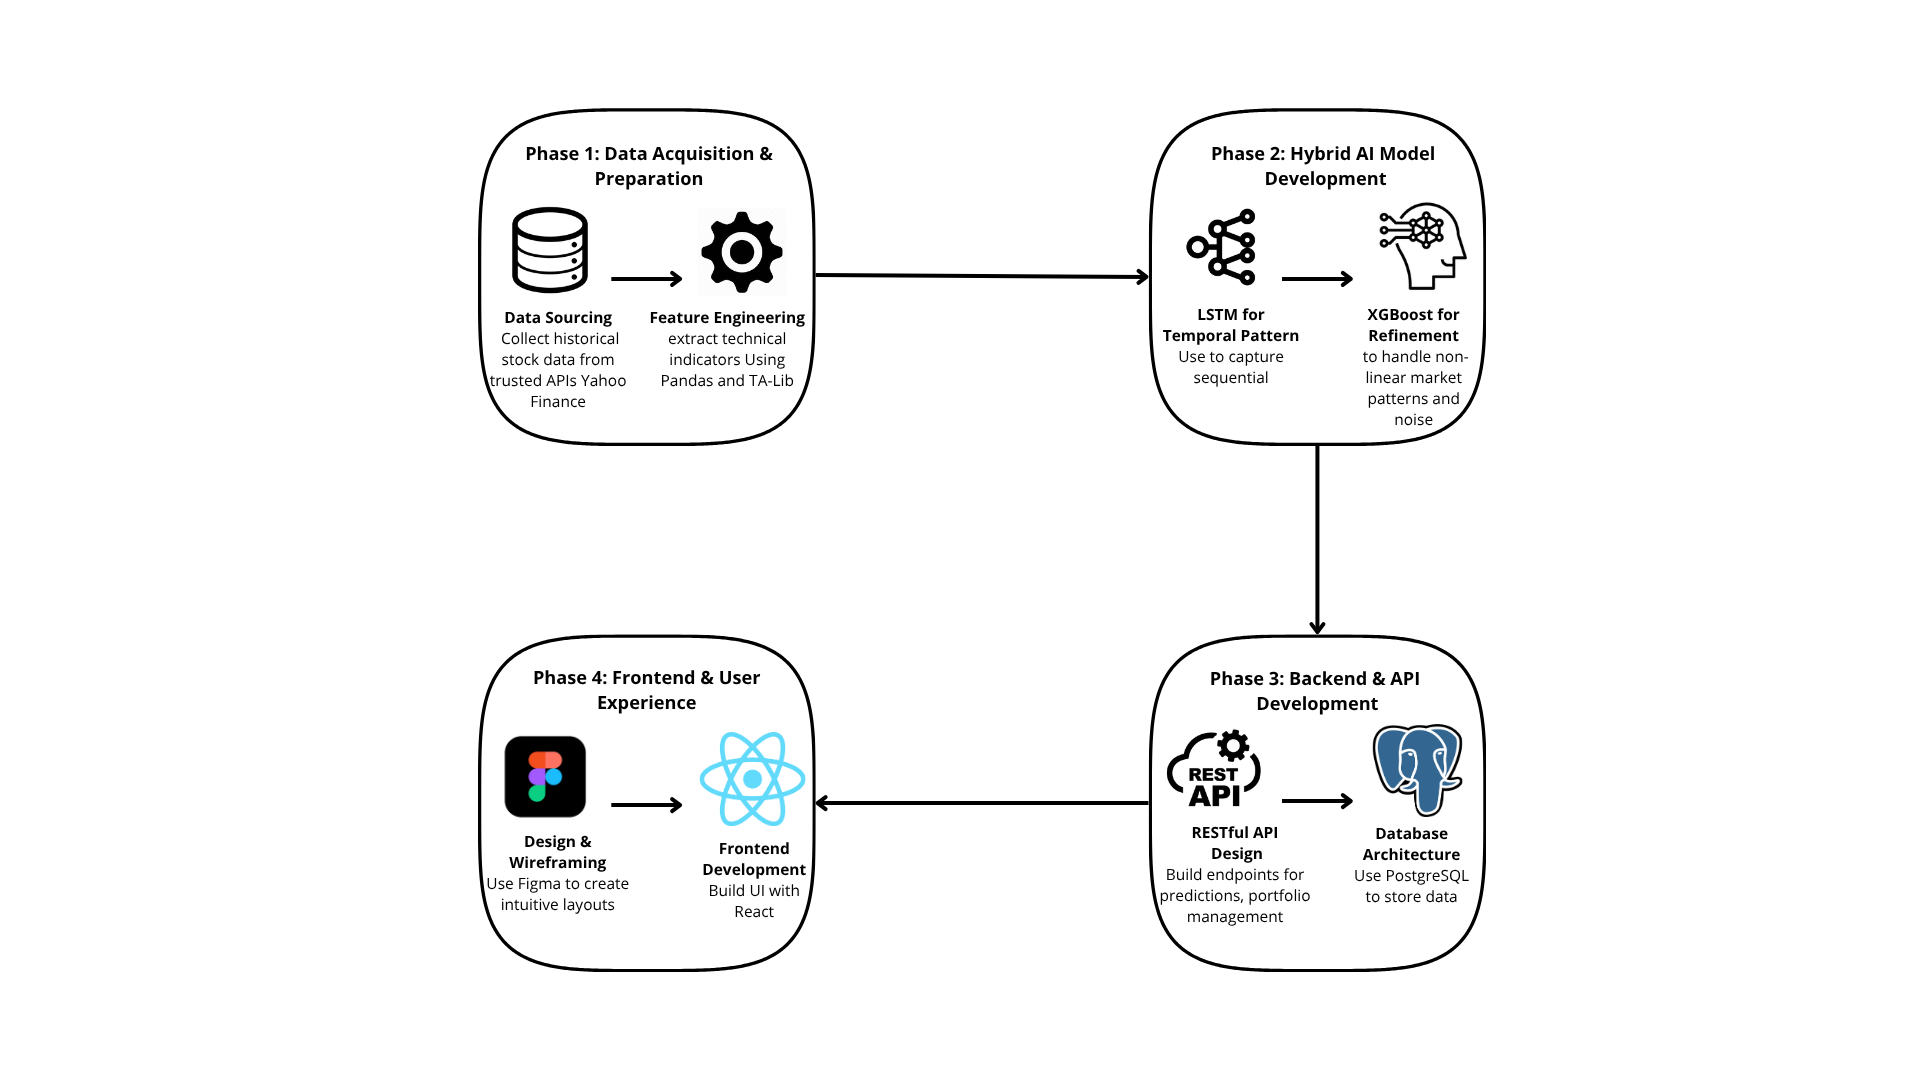 Phase 1: Data Acquisition &
Preparation
Data Sourcing
Collect historical
stock data from
trusted APIs Yahoo
Finance
Feature Engineering
extract technical
indicators Using
Pandas and TA-Lib
Phase 2: Hybrid AI Model
Development
LSTM for
Temporal Pattern
Use to capture
sequential
XGBoost for
Refinement
to handle non-
linear market
patterns and
noise
Phase 3: Backend & API
Development
REST
API
RESTful API
Design
Build endpoints for
predictions, portfolio
management
Database
Architecture
Use PostgreSQL
to store data
Phase 4: Frontend & User
Experience
Design &
Wireframing
Use Figma to create
intuitive layouts
Frontend
Development
Build UI with
React